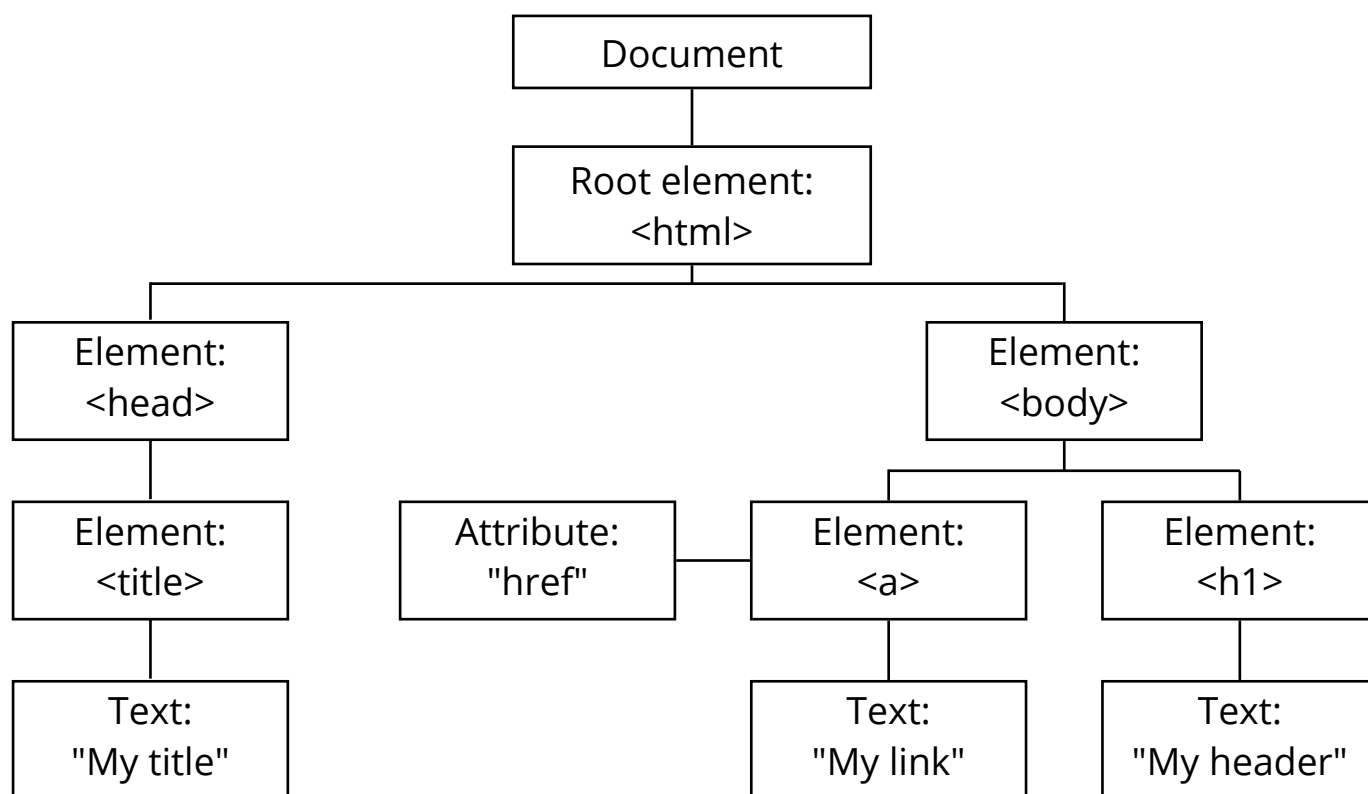 Document
Root element:
<html>
Element:
<head>
Element:
<body>
Element:
<title>
Attribute:
"href"
Element:
<a>
Element:
<h1>
Text:
"My title"
Text:
"My link"
Text:
"My header"